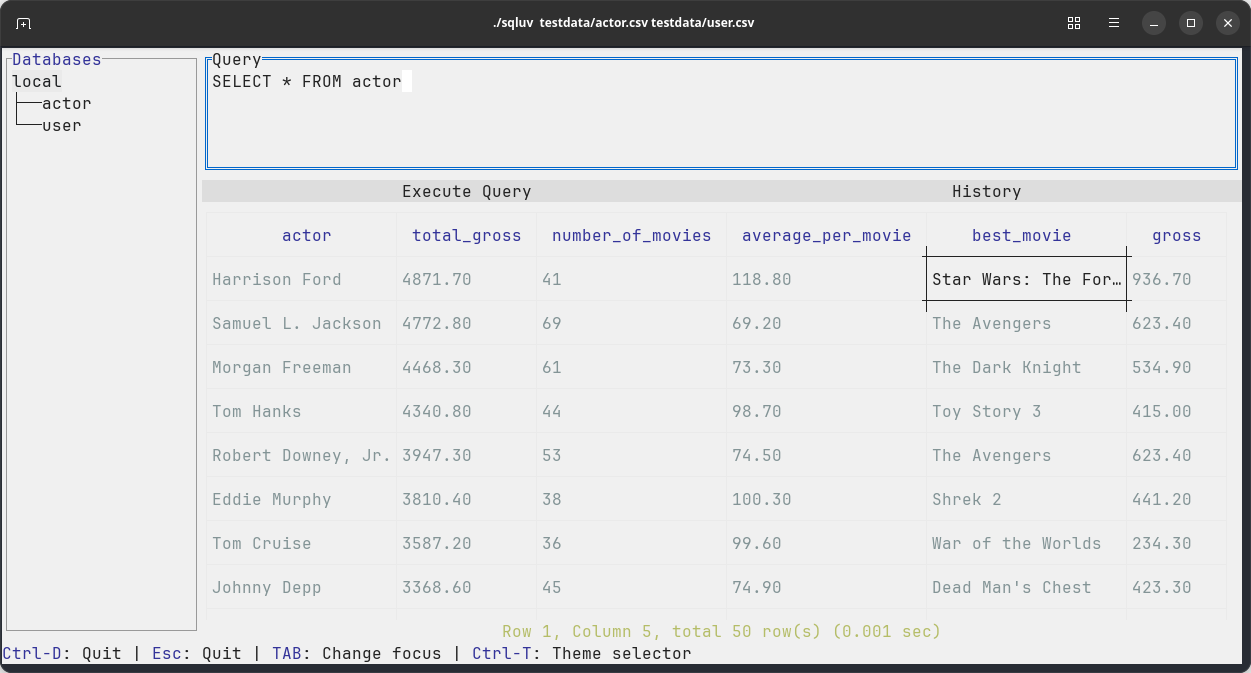 ./sqluv testdata/actor.csv testdata/user.csv
Databases
local
actor
user
Query
SELECT * FROM actor
Execute Query History
actor total_gross number_of_movies average_per_movie best_movie gross
Harrison Ford 4871.70 41 118.80 Star Wars: The For… 936.70
Samuel L. Jackson 4772.80 69 69.20 The Avengers 623.40
Morgan Freeman 4468.30 61 73.30 The Dark Knight 534.90
Tom Hanks 4340.80 44 98.70 Toy Story 3 415.00
Robert Downey, Jr. 3947.30 53 74.50 The Avengers 623.40
Eddie Murphy 3810.40 38 100.30 Shrek 2 441.20
Tom Cruise 3587.20 36 99.60 War of the Worlds 234.30
Johnny Depp 3368.60 45 74.90 Dead Man's Chest 423.30
Row 1, Column 5, total 50 row(s) (0.001 sec)
Ctrl-D: Quit | Esc: Quit | TAB: Change focus | Ctrl-T: Theme selector